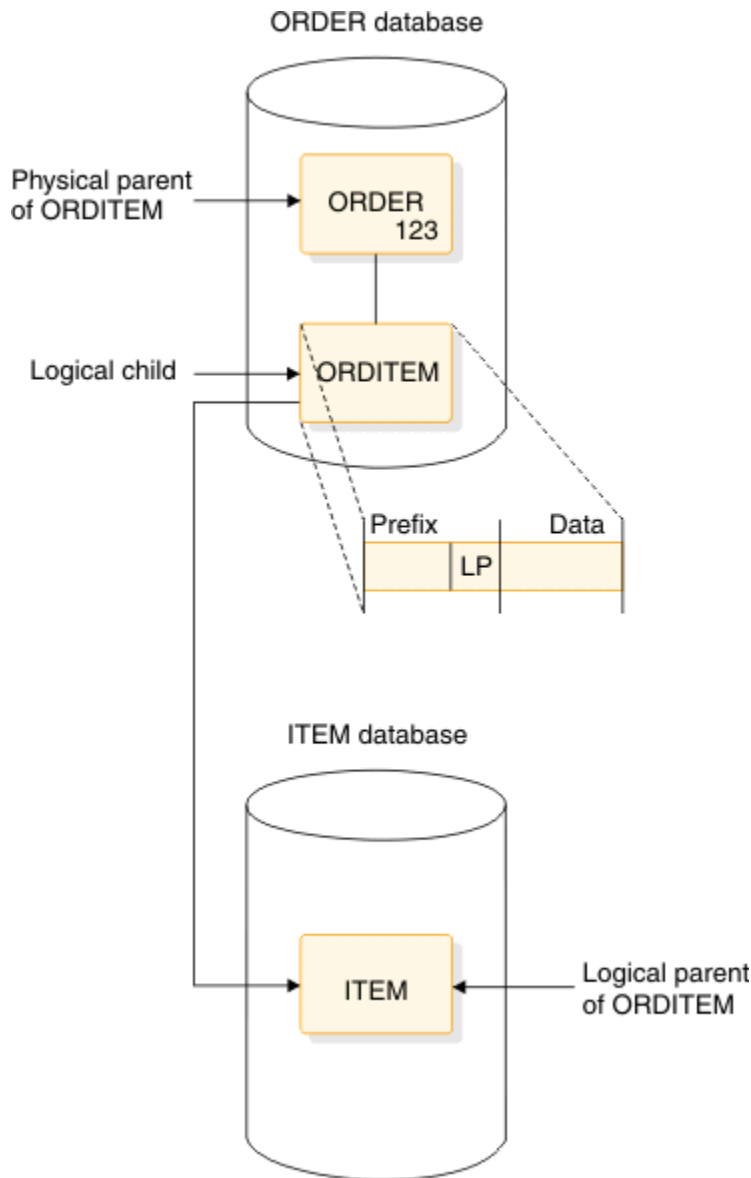 ORDER database
Physical parent
of ORDITEM
ORDER
123
Logical child
ORDITEM
Prefix
Data
LP
ITEM database
ITEM
Logical parent
of ORDITEM